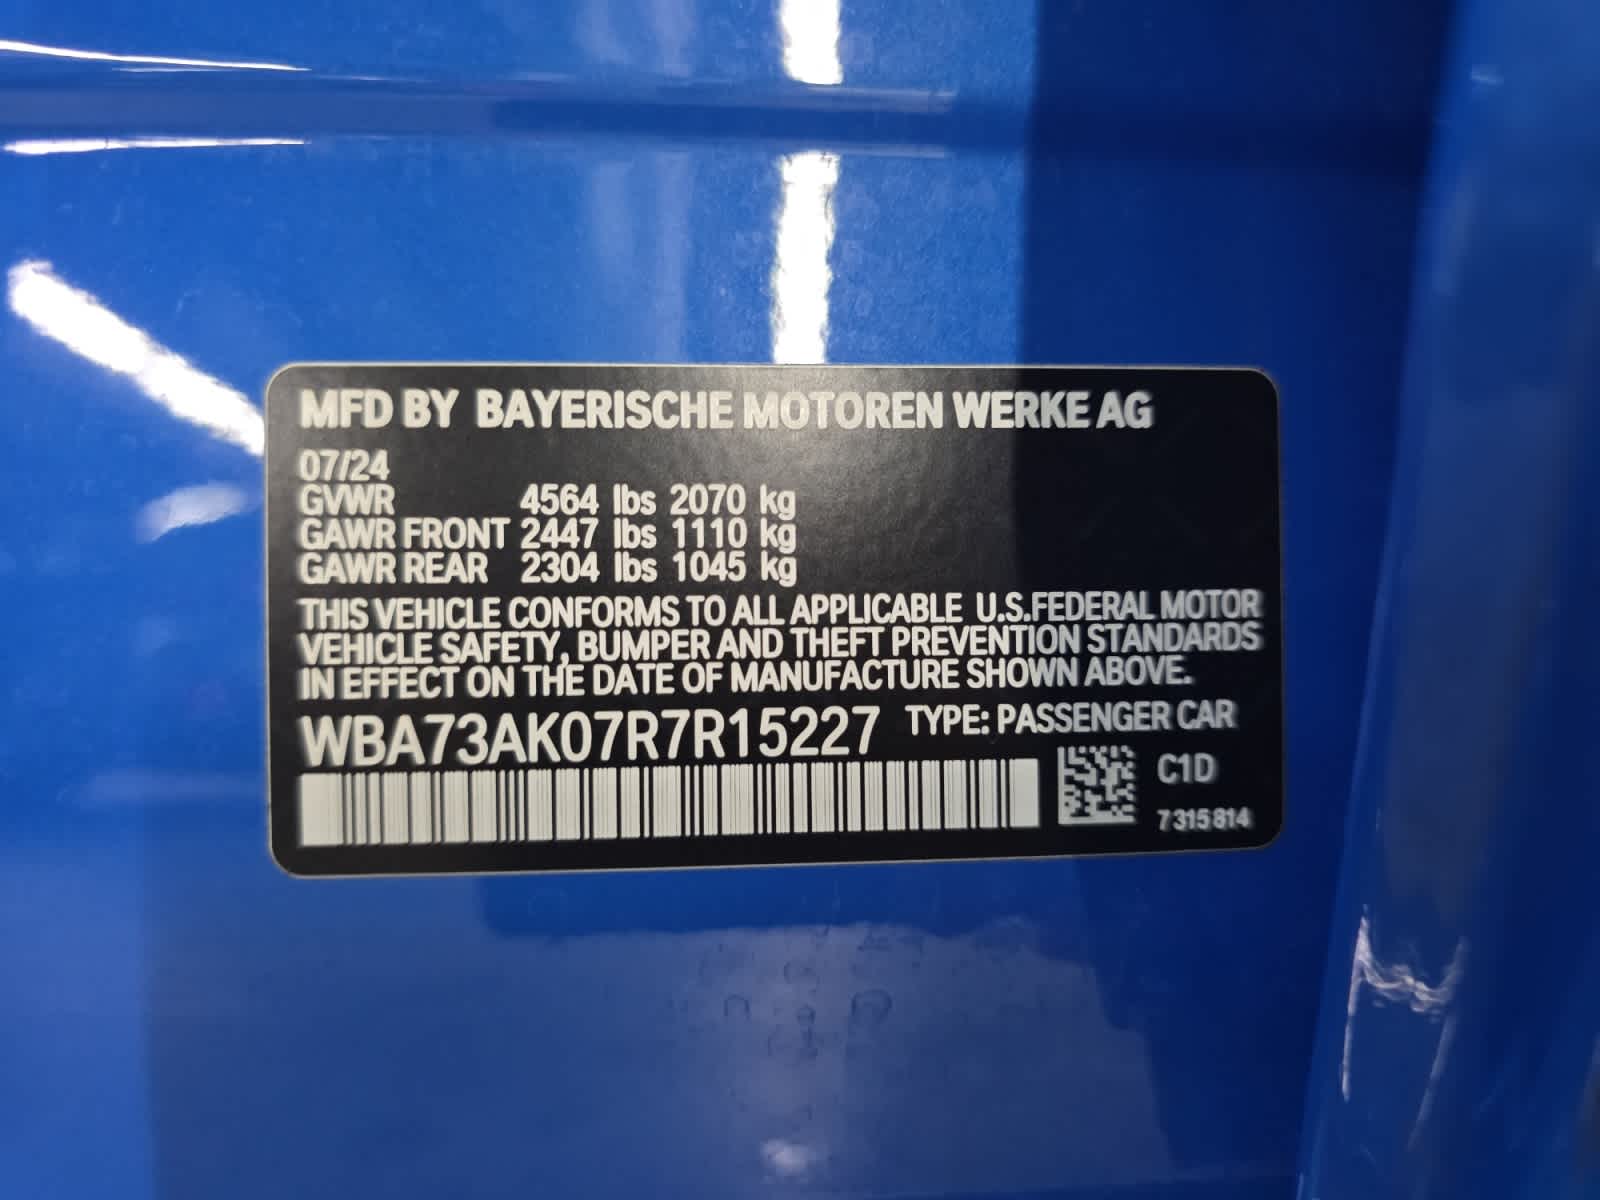 MFD BY BAYERISCHE MOTOREN WERKE AG
07/24
GVWR 4564 lbs 2070 kg
GAWR FRONT 2447 lbs 1110 kg
GAWR REAR 2304 lbs 1045 kg
THIS VEHICLE CONFORMS TO ALL APPLICABLE U.S.FEDERAL MOTOR
VEHICLE SAFETY, BUMPER AND THEFT PREVENTION STANDARDS
IN EFFECT ON THE DATE OF MANUFACTURE SHOWN ABOVE.
WBA73AK07R7R15227 TYPE: PASSENGER CAR
C1D
7 315 814